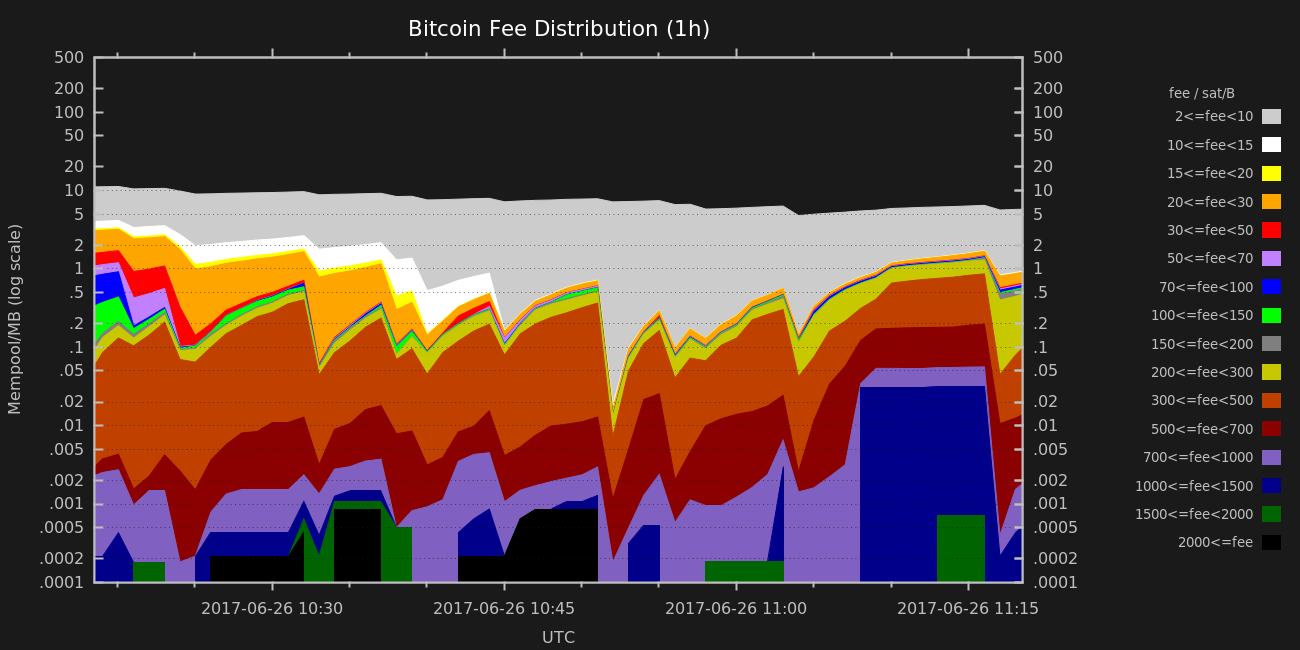 Bitcoin Fee Distribution (1h)
500 500
200 200
100 100
50 50
20 20
10 10
5 5
2 2
1 1
.5 .5
.2 .2
.1 .1
.05 .05
.02 .02
.01 .01
.005 .005
.002 .002
.001 .001
.0005 .0005
.0002 .0002
.0001 .0001
Mempool/MB (log scale)
2017-06-26 10:30 2017-06-26 10:45 2017-06-26 11:00 2017-06-26 11:15
UTC
fee / sat/B
2<=fee<10
10<=fee<15
15<=fee<20
20<=fee<30
30<=fee<50
50<=fee<70
70<=fee<100
100<=fee<150
150<=fee<200
200<=fee<300
300<=fee<500
500<=fee<700
700<=fee<1000
1000<=fee<1500
1500<=fee<2000
2000<=fee